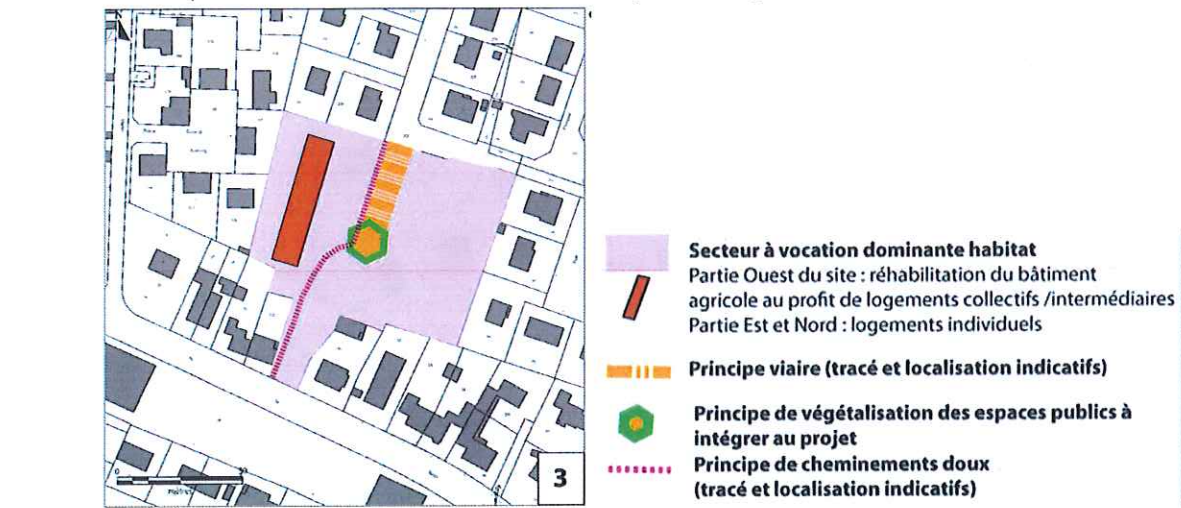 Secteur à vocation dominante habitat
Partie Ouest du site : réhabilitation du bâtiment
agricole au profit de logements collectifs /intermédiaires
Partie Est et Nord : logements individuels
Principe viaire (tracé et localisation indicatifs)
Principe de végétalisation des espaces publics à
intégrer au projet
Principe de cheminements doux
(tracé et localisation indicatifs)
0
3